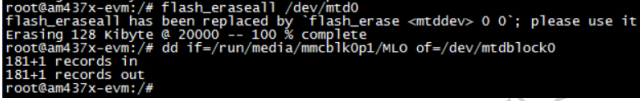 root@am437x-evm:/# flash_eraseall /dev/mtd0
flash_eraseall has been replaced by `flash_erase <mtddev> 0 0`; please use it
Erasing 128 Kibyte @ 20000 -- 100 % complete
root@am437x-evm:/# dd if=/run/media/mmcblk0p1/MLO of=/dev/mtdblock0
181+1 records in
181+1 records out
root@am437x-evm:/#